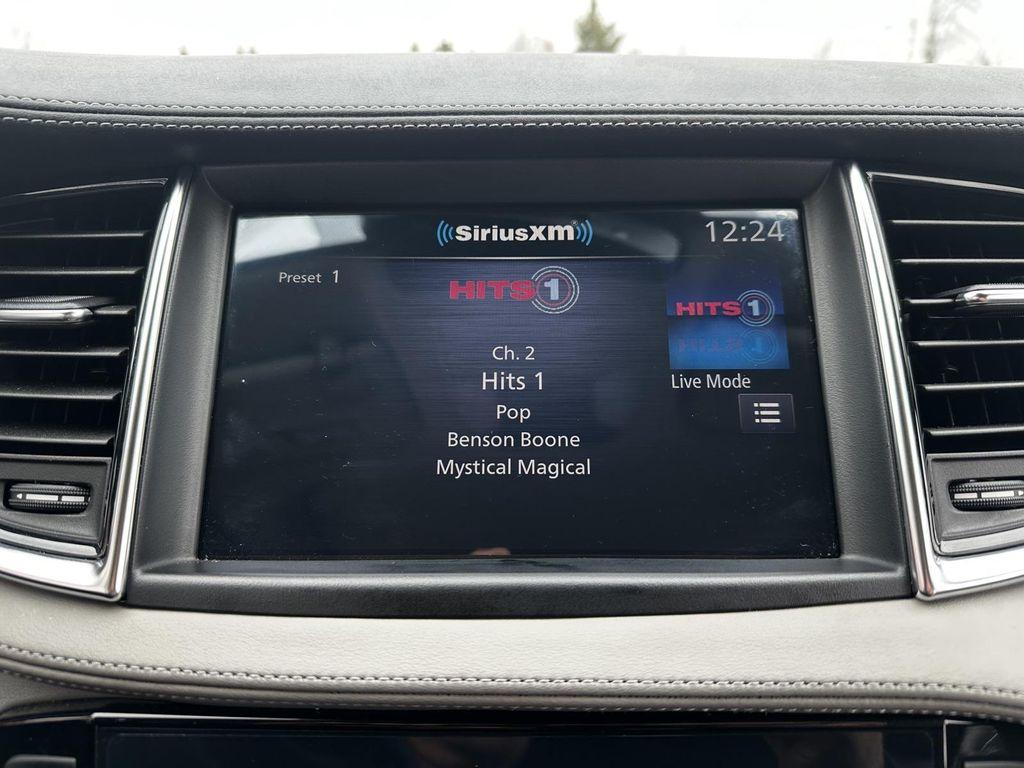 SiriusXM
12:24
Preset 1
HITS 1
HITS 1
Ch. 2
Hits 1
Live Mode
Pop
Benson Boone
Mystical Magical